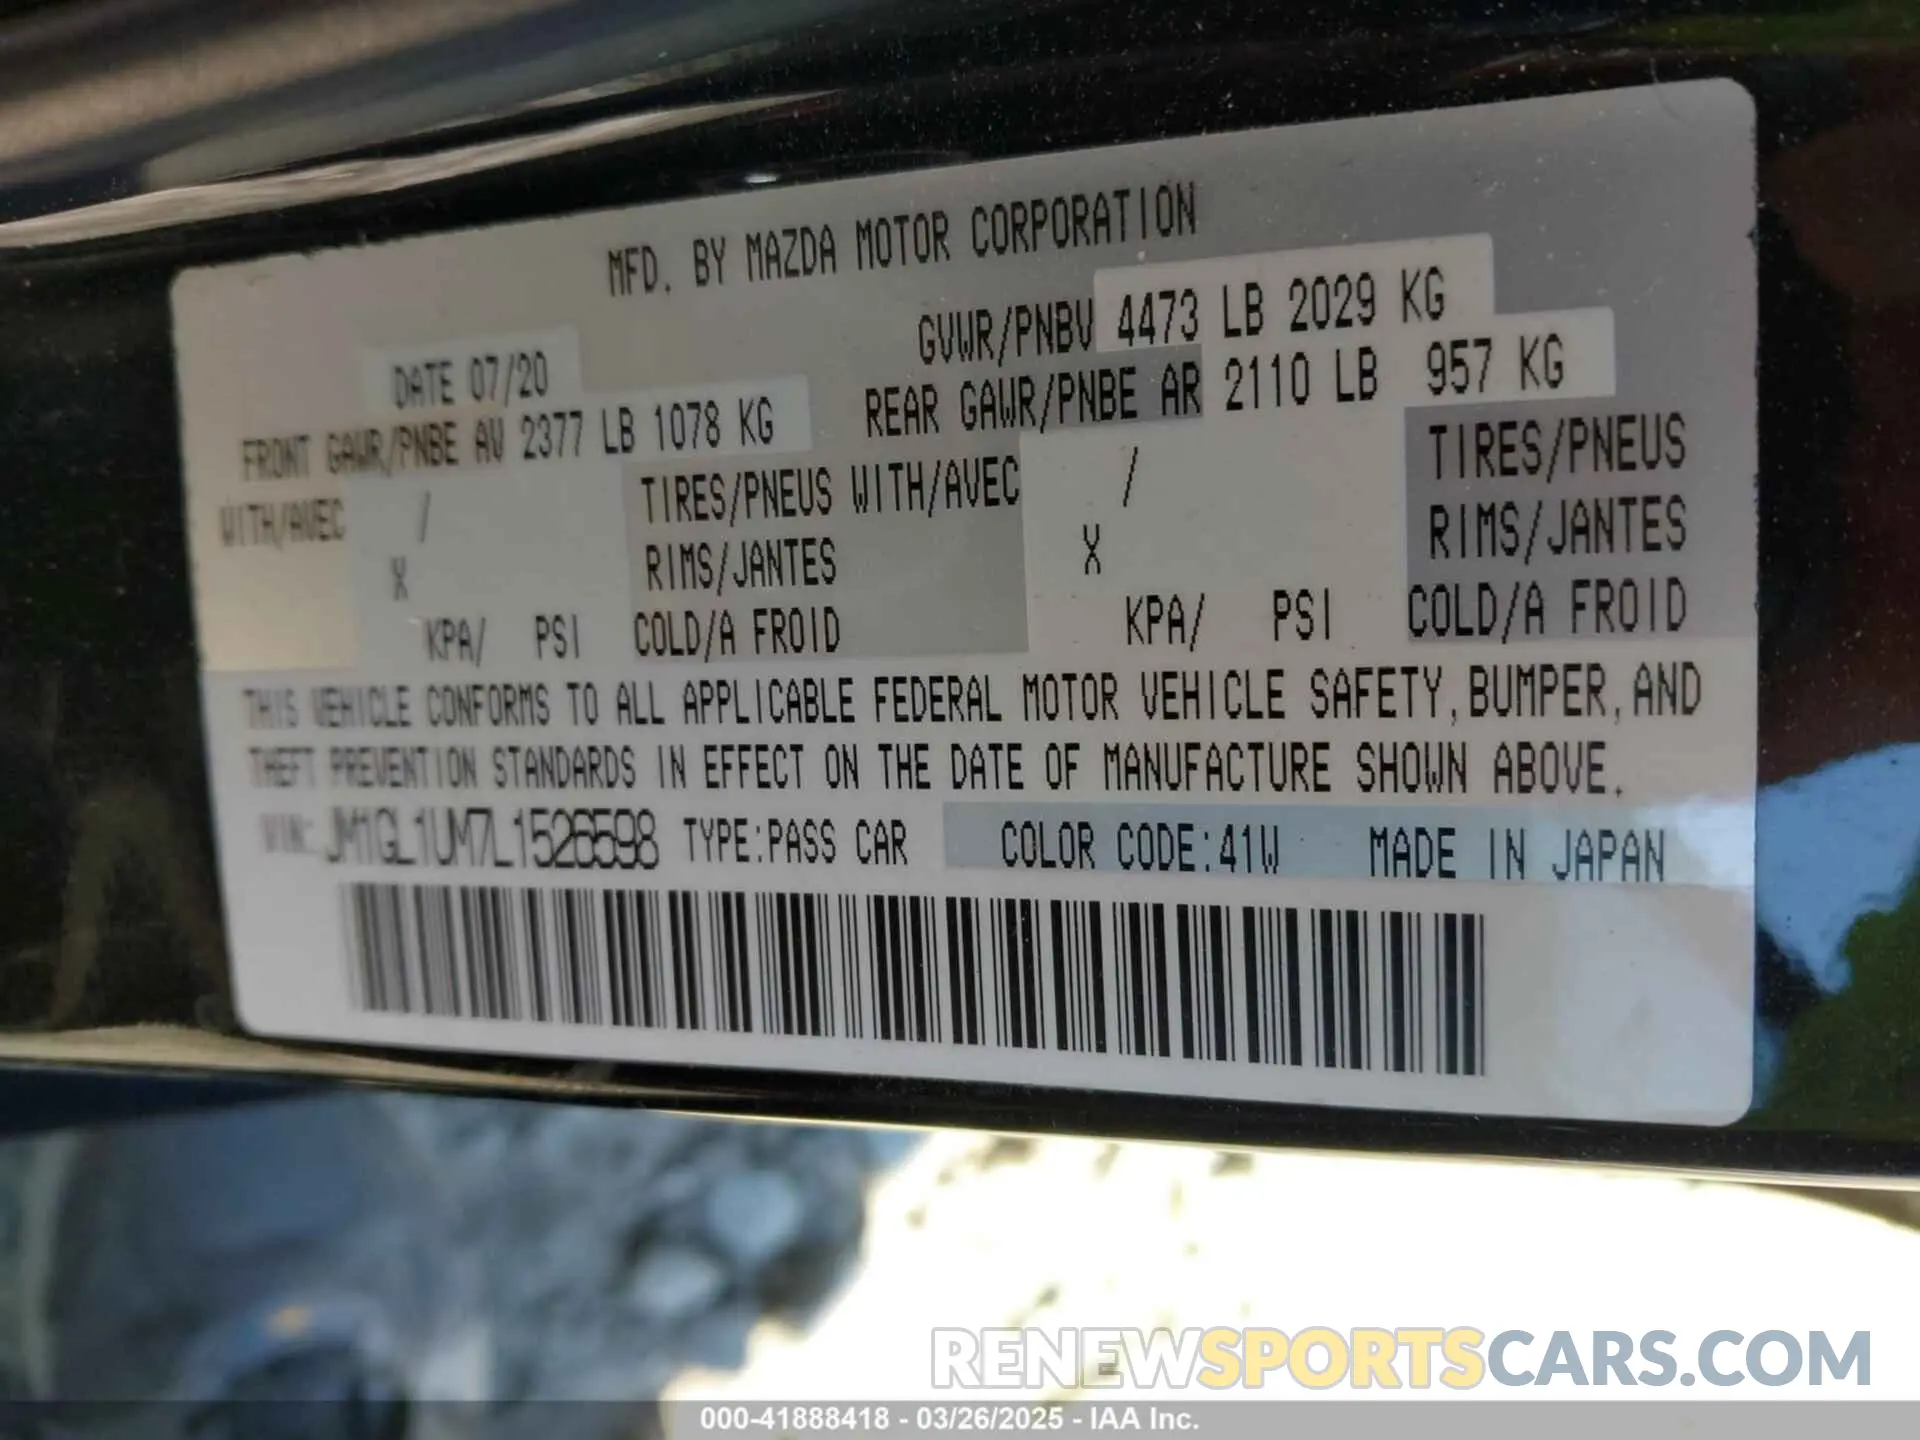 MFD. BY MAZDA MOTOR CORPORATION
GVWR/PNBV 4473 LB 2029 KG
DATE 07/20
FRONT GAWR/PNBE AV 2377 LB 1078 KG REAR GAWR/PNBE AR 2110 LB 957 KG
WITH/AVEC / TIRES/PNEUS WITH/AVEC / TIRES/PNEUS
X RIMS/JANTES X RIMS/JANTES
KPA/ PSI COLD/A FROID KPA/ PSI COLD/A FROID
THIS VEHICLE CONFORMS TO ALL APPLICABLE FEDERAL MOTOR VEHICLE SAFETY, BUMPER, AND
THEFT PREVENTION STANDARDS IN EFFECT ON THE DATE OF MANUFACTURE SHOWN ABOVE.
VIN: JM1GL1UM7L1526598 TYPE:PASS CAR COLOR CODE:41W MADE IN JAPAN
RENEWSPORTSCARS.COM
000-41888418 - 03/26/2025 - IAA Inc.